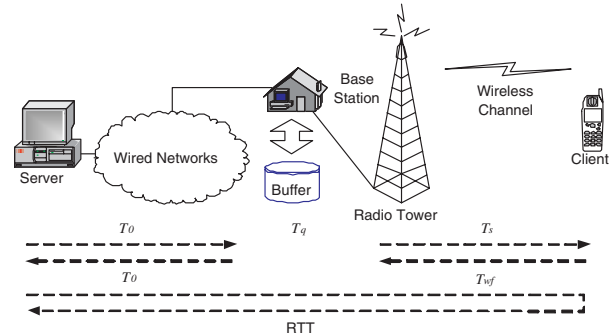 Base
Station
Wireless
Channel
Wired Networks
Server
Buffer
Client
Radio Tower
T0
Tq
Ts
T0
Twf
RTT